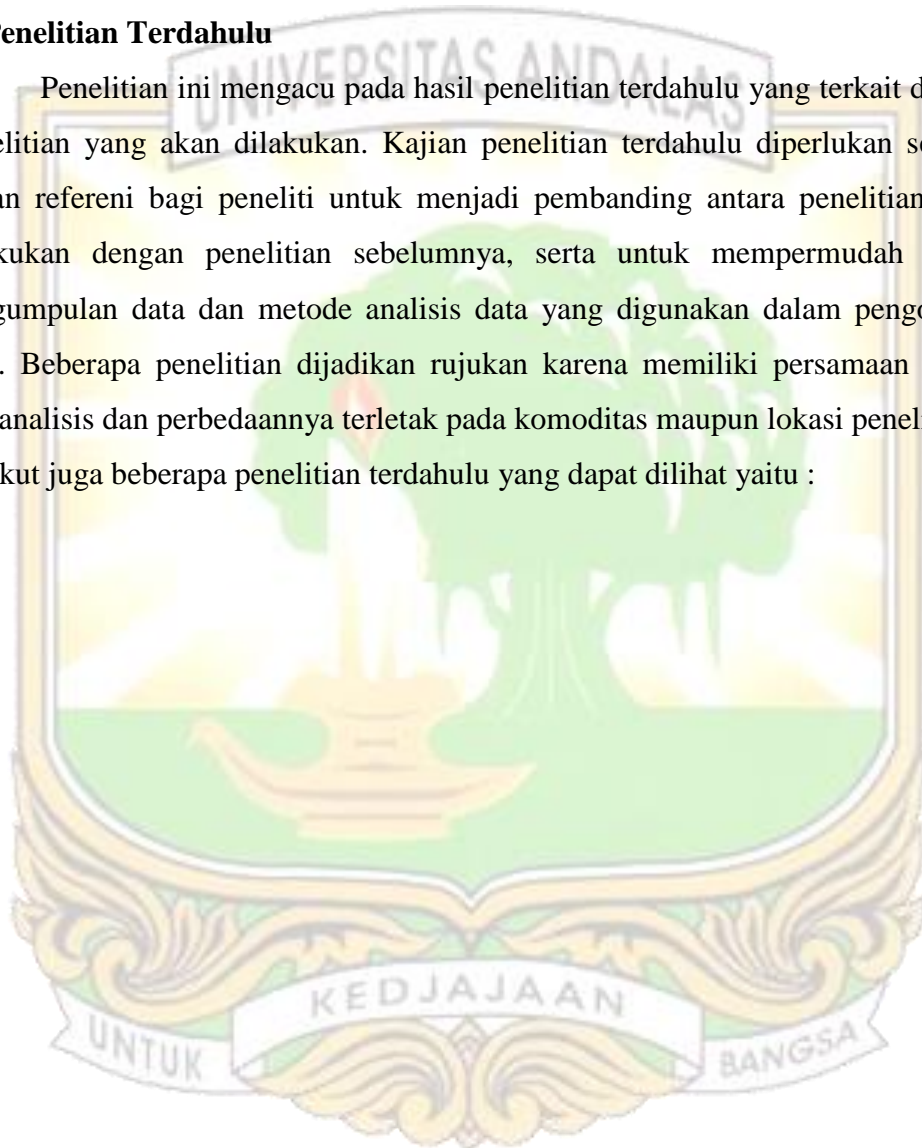 Penelitian Terdahulu
UNIVERSITAS ANDALAS
Penelitian ini mengacu pada hasil penelitian terdahulu yang terkait d
elitian yang akan dilakukan. Kajian penelitian terdahulu diperlukan se
an refereni bagi peneliti untuk menjadi pembanding antara penelitian
kukan dengan penelitian sebelumnya, serta untuk mempermudah
gumpulan data dan metode analisis data yang digunakan dalam pengo
. Beberapa penelitian dijadikan rujukan karena memiliki persamaan
analisis dan perbedaannya terletak pada komoditas maupun lokasi peneli
kut juga beberapa penelitian terdahulu yang dapat dilihat yaitu :
KEDJAJAAN
UNTUK
BANGSA